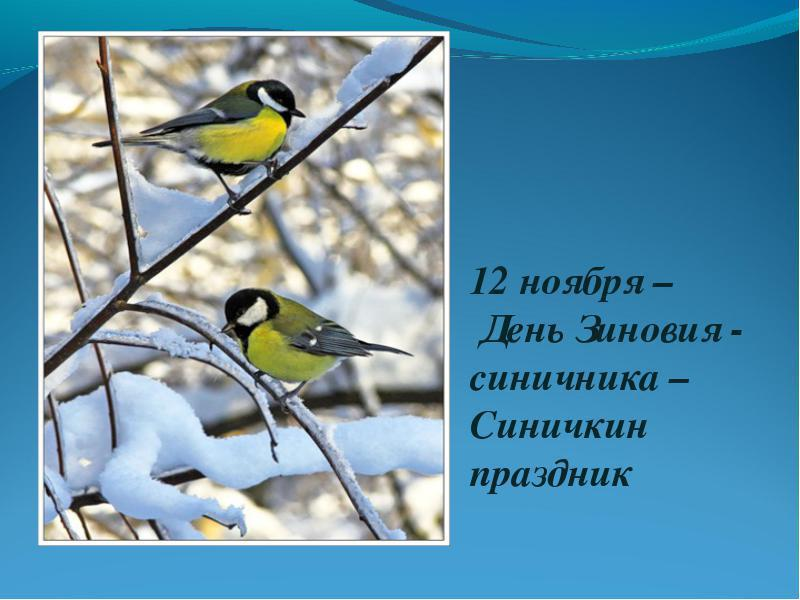 12 ноября –
День Зиновия -
синичника –
Синичкин
праздник